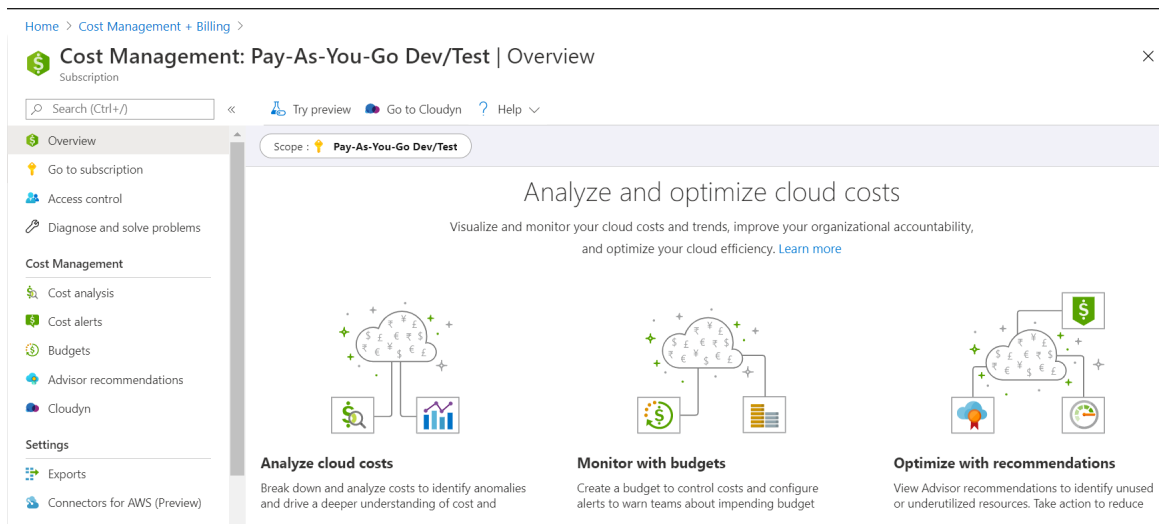 Home > Cost Management + Billing >
Cost Management: Pay-As-You-Go Dev/Test | Overview
Subscription
Search (Ctrl+/)
«
Try preview
Go to Cloudyn
? Help
Overview
Go to subscription
Access control
Diagnose and solve problems
Cost Management
Cost analysis
Cost alerts
Budgets
Advisor recommendations
Cloudyn
Settings
Exports
Connectors for AWS (Preview)
Scope : Pay-As-You-Go Dev/Test
Analyze and optimize cloud costs
Visualize and monitor your cloud costs and trends, improve your organizational accountability,
and optimize your cloud efficiency. Learn more
Analyze cloud costs
Break down and analyze costs to identify anomalies
and drive a deeper understanding of cost and
Monitor with budgets
Create a budget to control costs and configure
alerts to warn teams about impending budget
Optimize with recommendations
View Advisor recommendations to identify unused
or underutilized resources. Take action to reduce